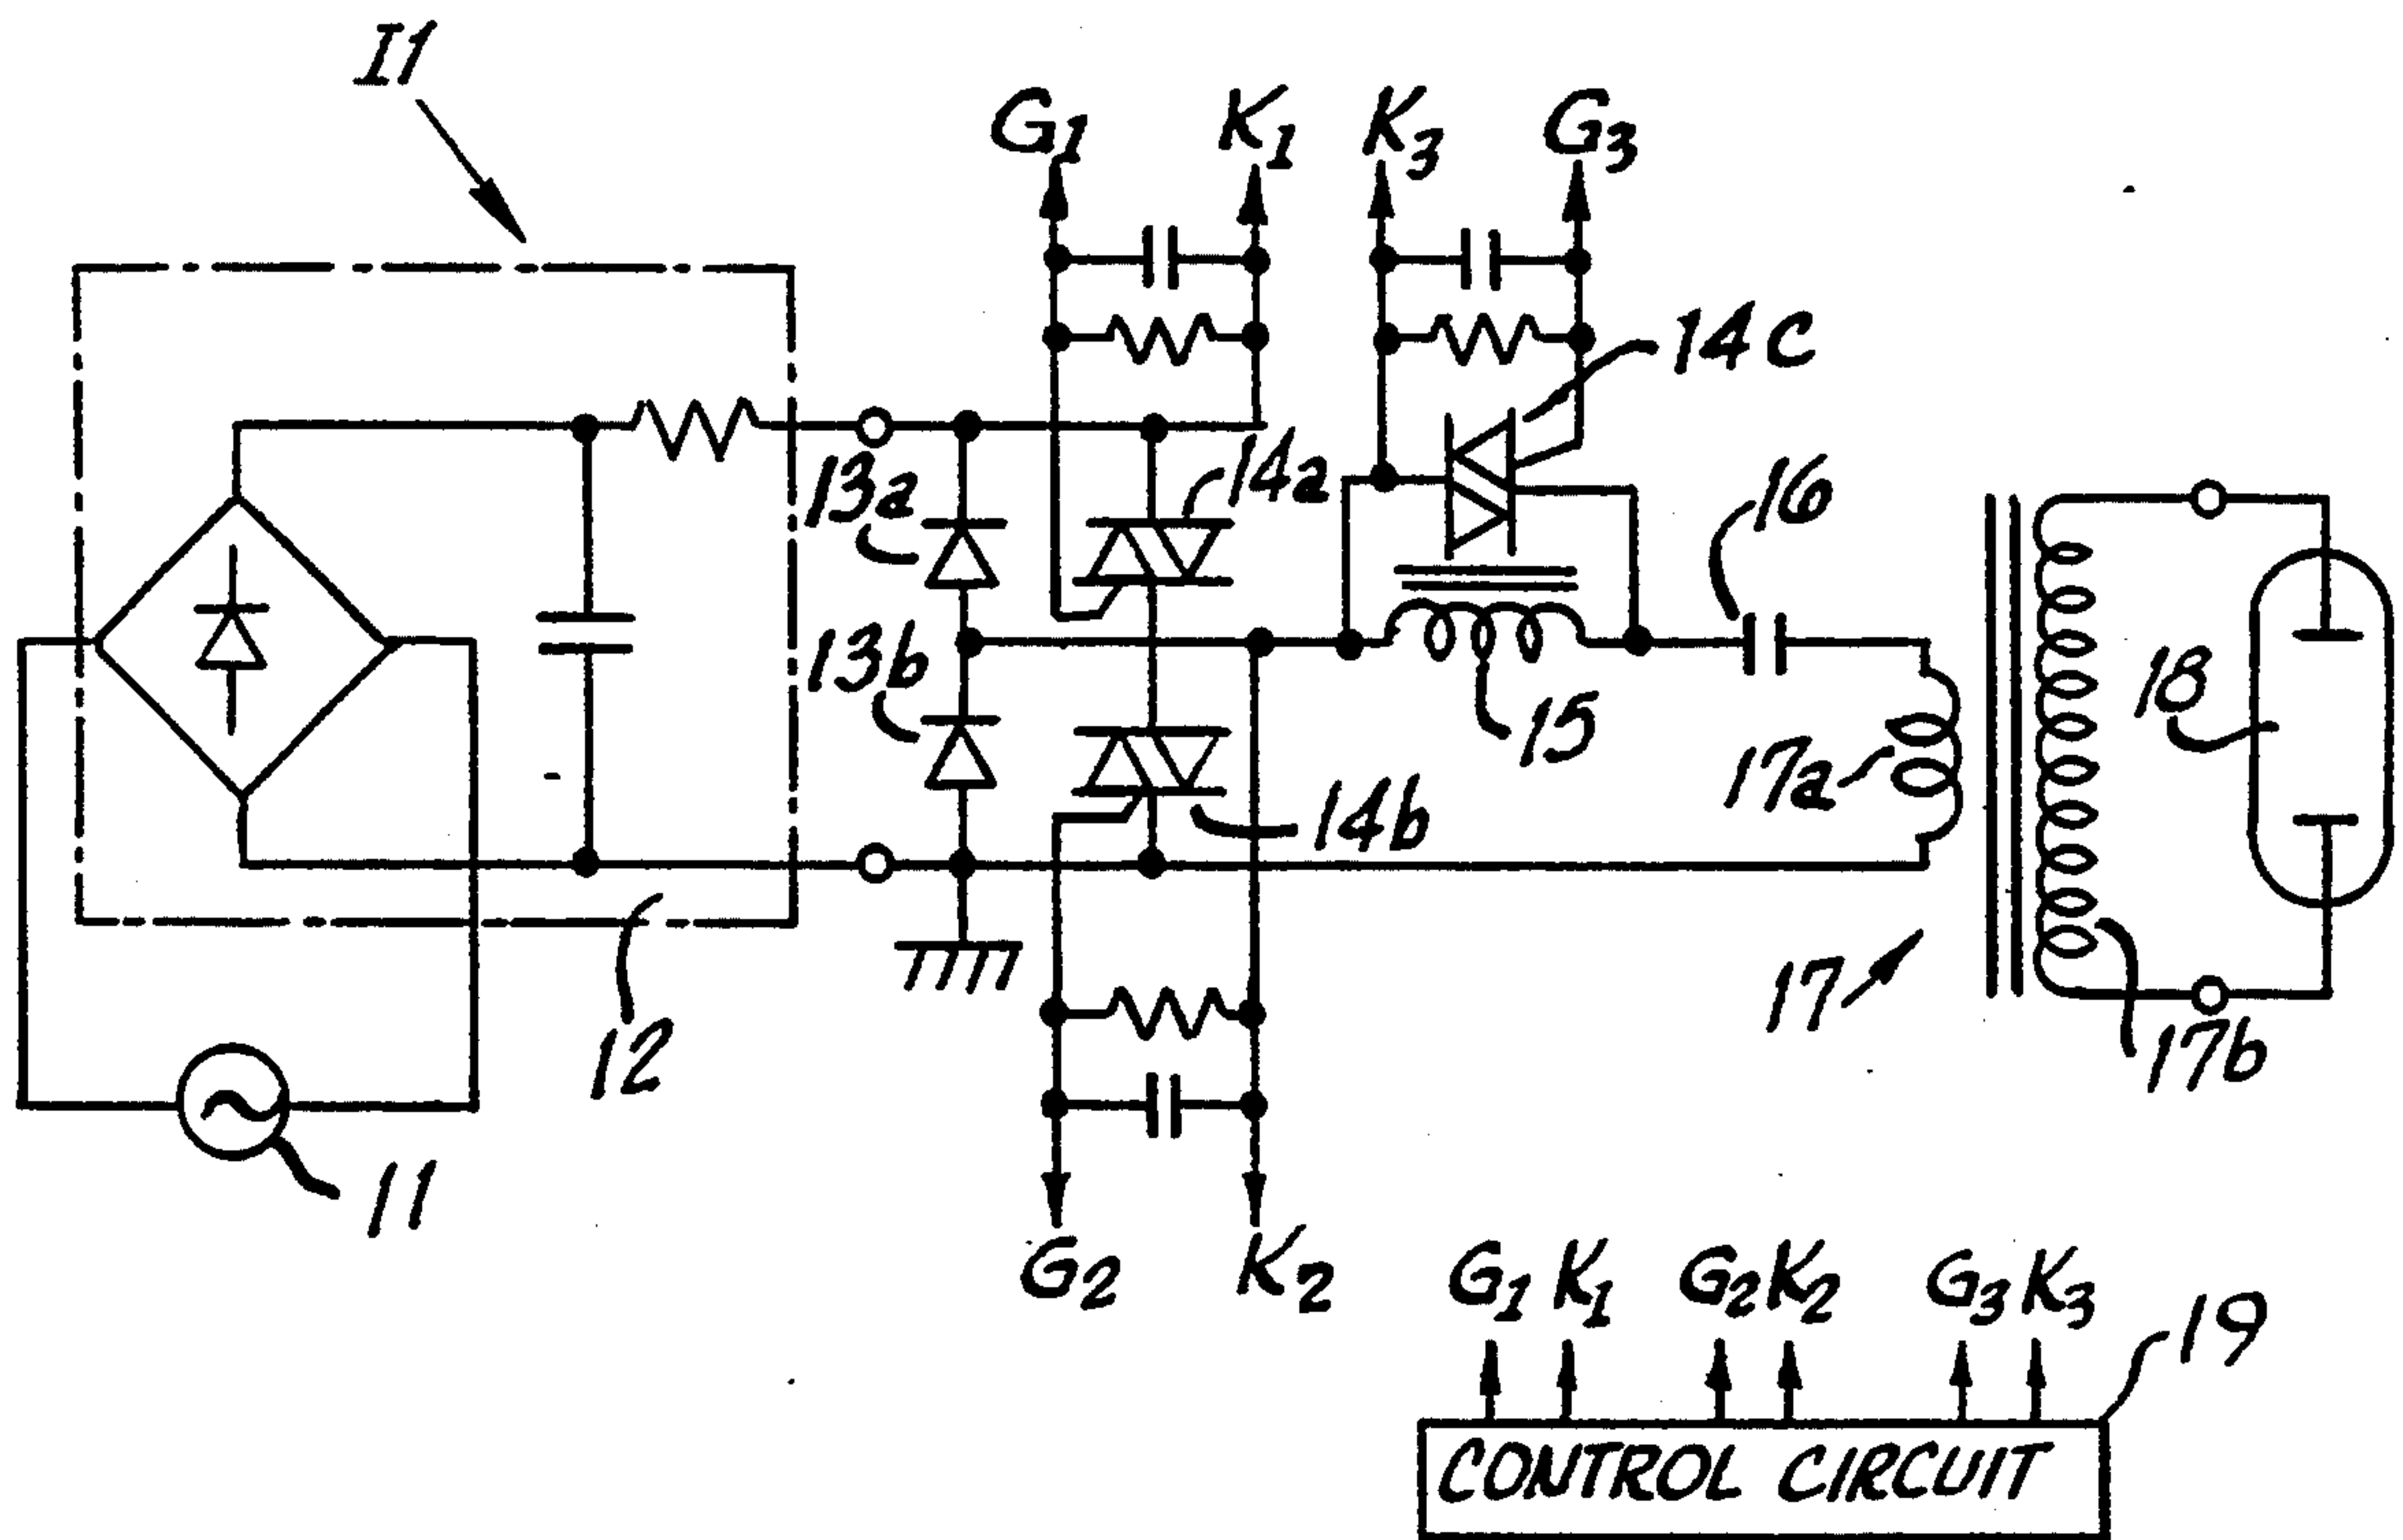 I1
G1 K1 K3 G3
14c
13a 14a 16
13b 15 18
17a
14b
12 17 17b
11
G2 K2
G1 K1 G2 K2 G3 K3 19
CONTROL CIRCUIT